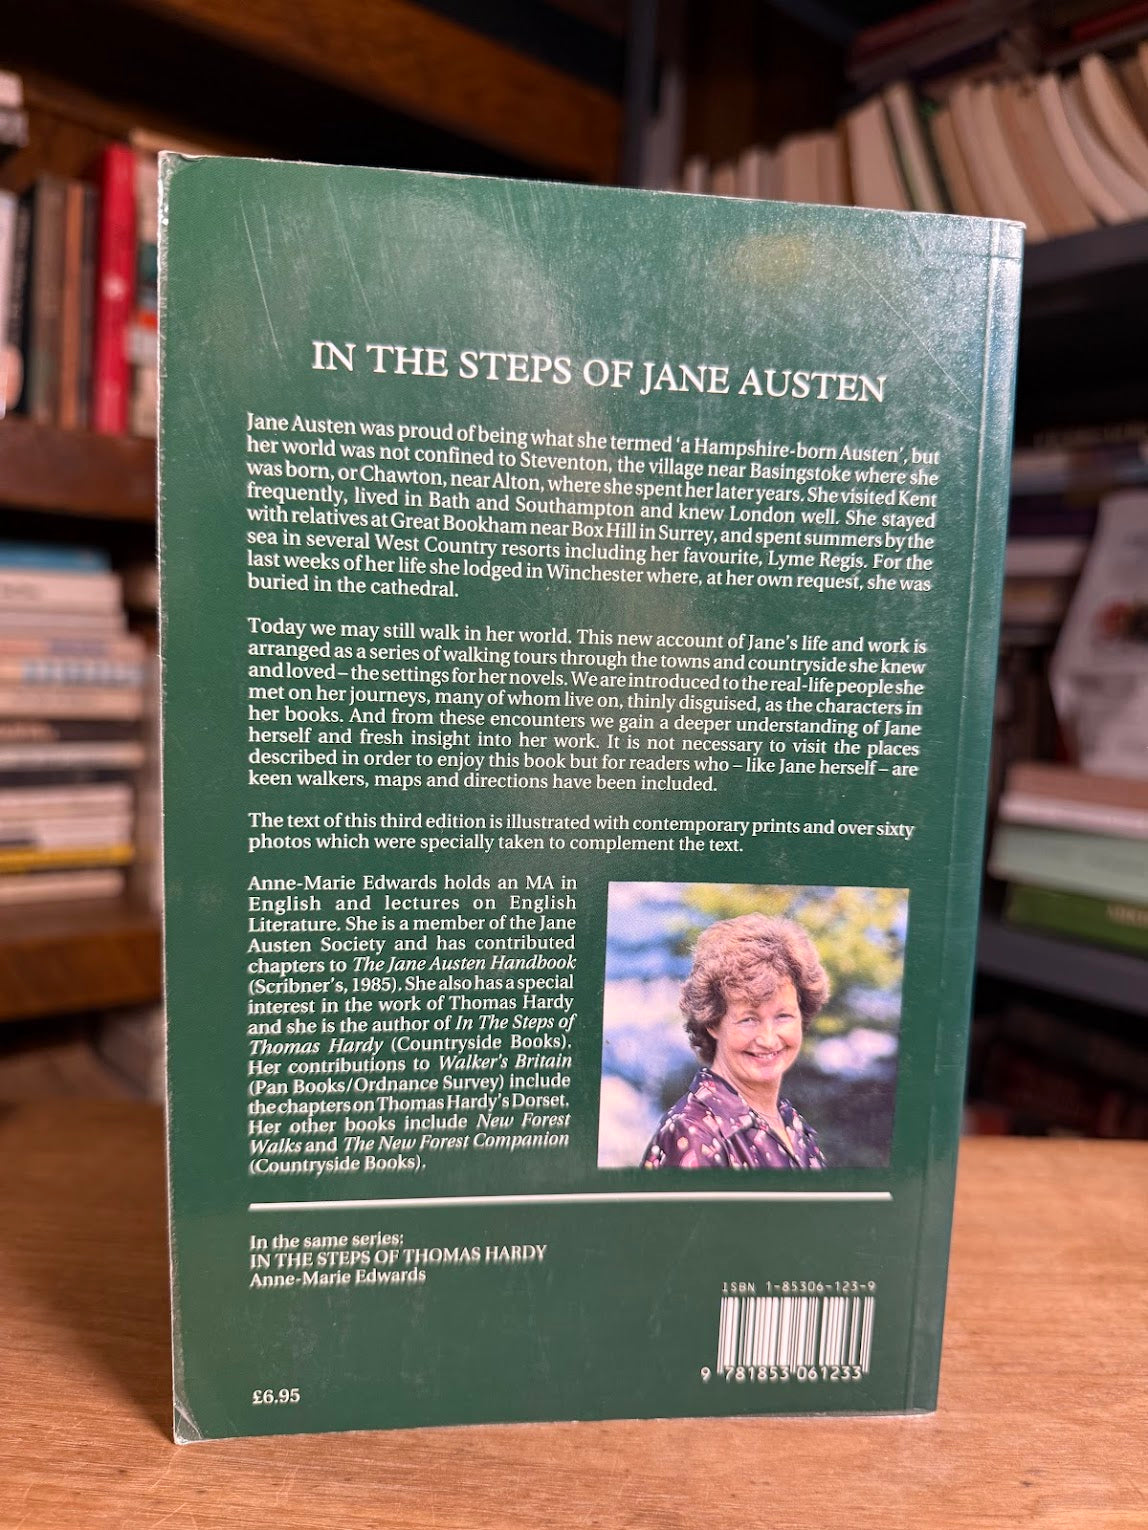 IN THE STEPS OF JANE AUSTEN
Jane Austen was proud of being what she termed ‘a Hampshire-born Austen’, but
her world was not confined to Steventon, the village near Basingstoke where she
was born, or Chawton, near Alton, where she spent her later years. She visited Kent
frequently, lived in Bath and Southampton and knew London well. She stayed
with relatives at Great Bookham near Box Hill in Surrey, and spent summers by the
sea in several West Country resorts including her favourite, Lyme Regis. For the
last weeks of her life she lodged in Winchester where, at her own request, she was
buried in the cathedral.
Today we may still walk in her world. This new account of Jane’s life and work is
arranged as a series of walking tours through the towns and countryside she knew
and loved – the settings for her novels. We are introduced to the real-life people she
met on her journeys, many of whom live on, thinly disguised, as the characters in
her books. And from these encounters we gain a deeper understanding of Jane
herself and fresh insight into her work. It is not necessary to visit the places
described in order to enjoy this book but for readers who – like Jane herself – are
keen walkers, maps and directions have been included.
The text of this third edition is illustrated with contemporary prints and over sixty
photos which were specially taken to complement the text.
Anne-Marie Edwards holds an MA in
English and lectures on English
Literature. She is a member of the Jane
Austen Society and has contributed
chapters to The Jane Austen Handbook
(Scribner’s, 1985). She also has a special
interest in the work of Thomas Hardy
and she is the author of In The Steps of
Thomas Hardy (Countryside Books).
Her contributions to Walker’s Britain
(Pan Books/Ordnance Survey) include
the chapters on Thomas Hardy’s Dorset.
Her other books include New Forest
Walks and The New Forest Companion
(Countryside Books).
In the same series:
IN THE STEPS OF THOMAS HARDY
Anne-Marie Edwards
ISBN 1-85306-123-9
9 781853 061233
£6.95